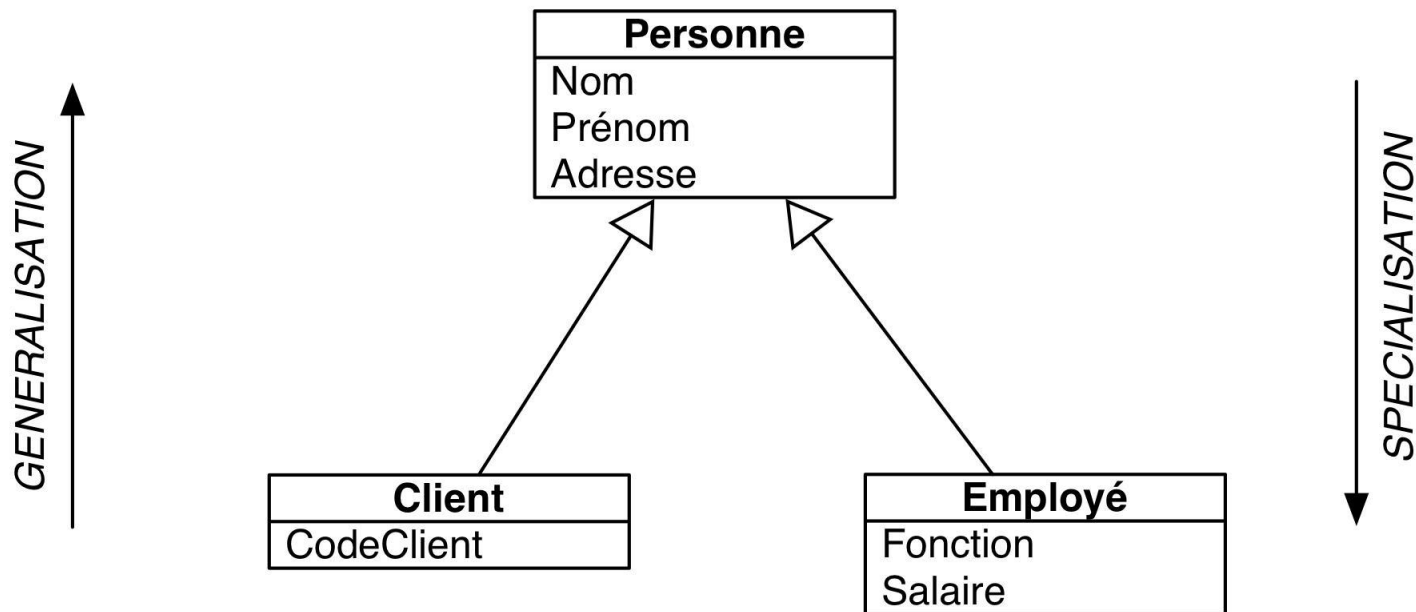 Personne
Nom
Prénom
Adresse
GENERALISATION
SPECIALISATION
Client
CodeClient
Employé
Fonction
Salaire